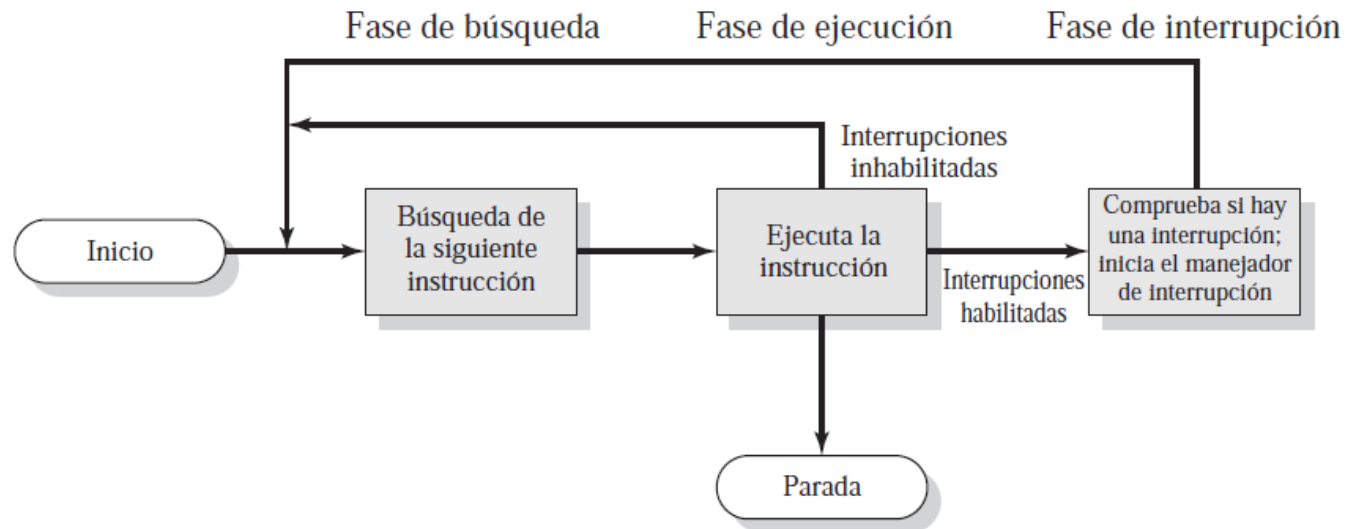 Fase de búsqueda
Fase de ejecución
Fase de interrupción
Interrupciones
inhabilitadas
Inicio
Búsqueda de
la siguiente
instrucción
Ejecuta la
instrucción
Interrupciones
habilitadas
Comprueba si hay
una interrupción;
inicia el manejador
de interrupción
Parada